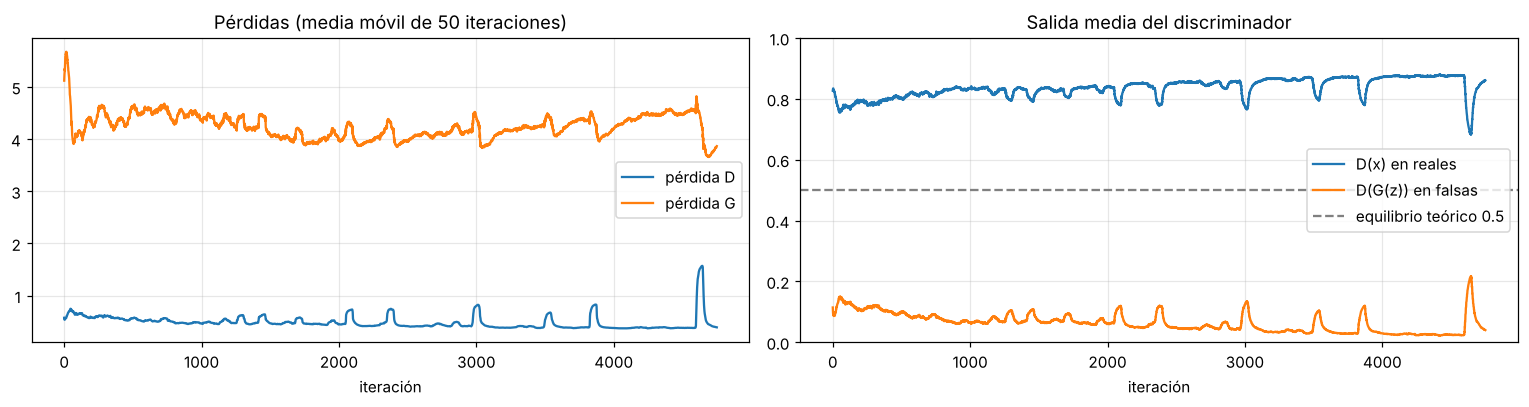 Pérdidas (media móvil de 50 iteraciones)
5
4
3
2
1
0
1000
2000
3000
4000
iteración
pérdida D
pérdida G
Salida media del discriminador
1.0
0.8
0.6
0.4
0.2
0.0
0
1000
2000
3000
4000
iteración
D(x) en reales
D(G(z)) en falsas
equilibrio teórico 0.5